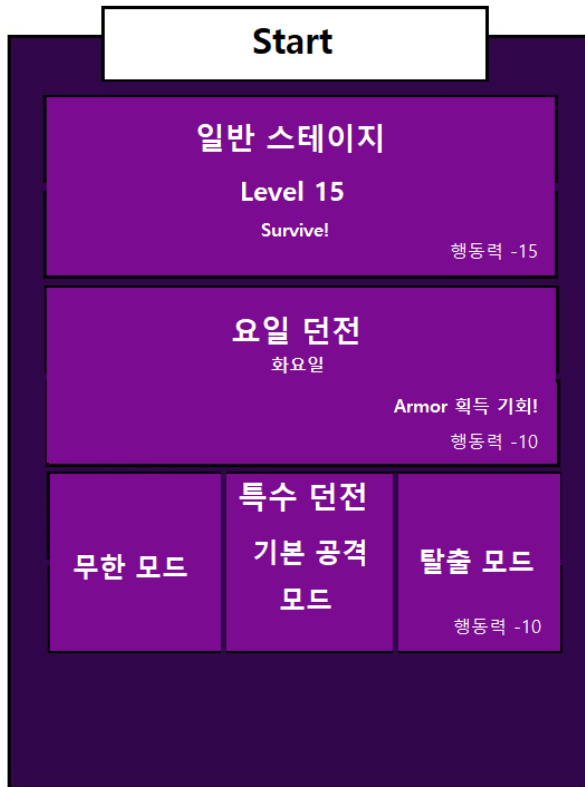 Start
일반 스테이지
Level 15
Survive!
행동력 -15
요일 던전
화요일
Armor 획득 기회!
행동력 -10
특수 던전
무한 모드
기본 공격
모드
탈출 모드
행동력 -10